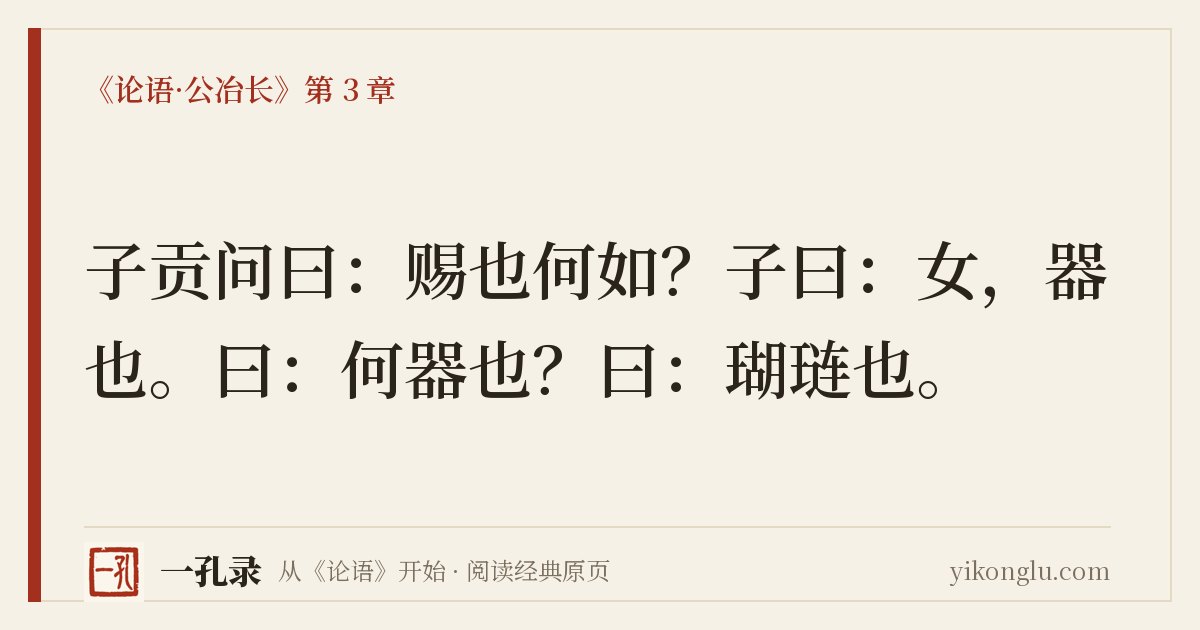 《论语·公冶长》第 3 章
子贡问曰：赐也何如？子曰：女，器
也。曰：何器也？曰：瑚琏也。
一孔
一孔录 从《论语》开始 · 阅读经典原页 yikonglu.com